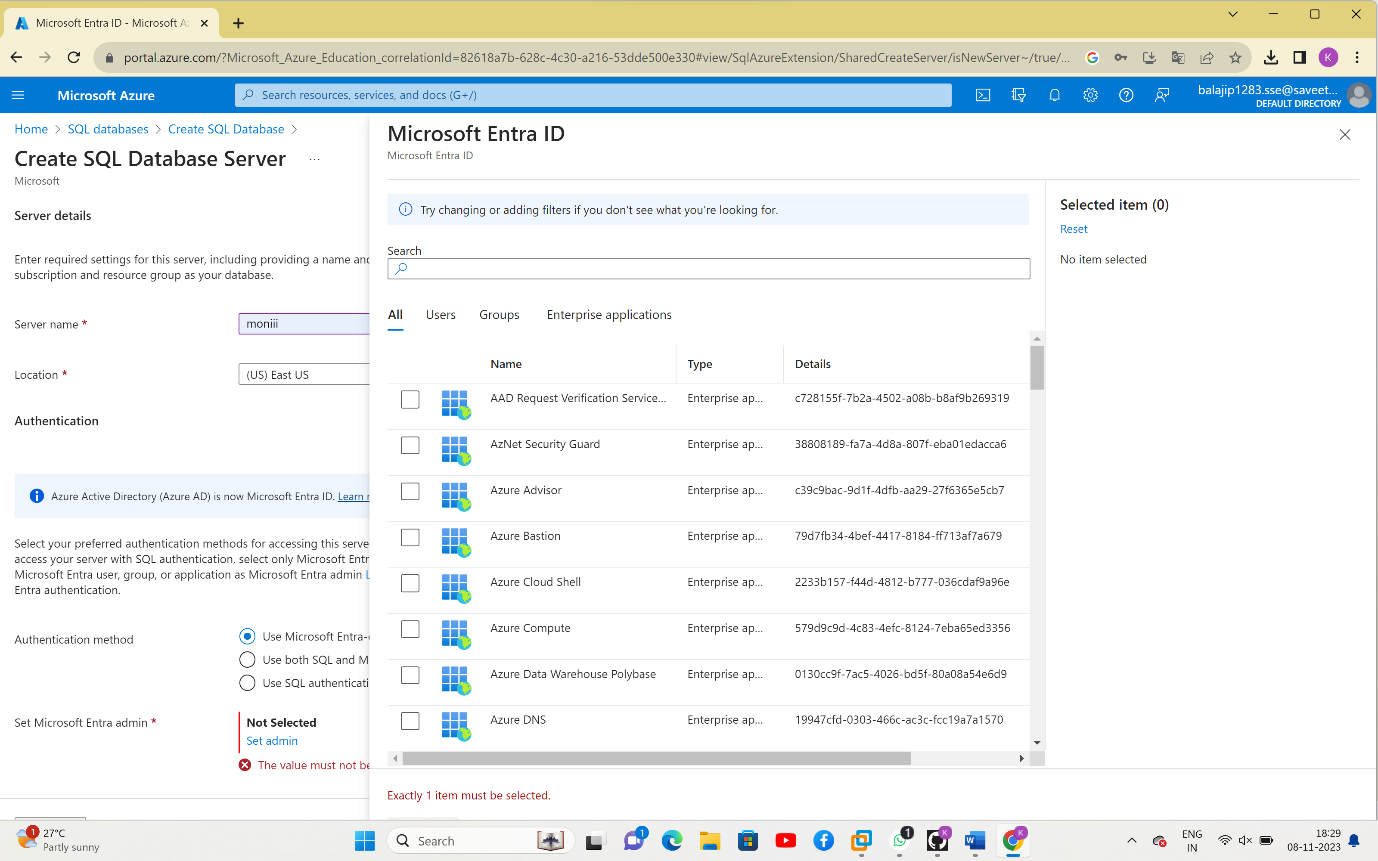 Microsoft Entra ID - Microsoft A
portal.azure.com/?Microsoft_Azure_Education_correlationId=82618a7b-628c-4c30-a216-53dde500e330#view/SqlAzureExtension/SharedCreateServer/isNewServer~/true/...
K
Microsoft Azure
Search resources, services, and docs (G+/)
balajip1283.sse@saveet...
DEFAULT DIRECTORY
Home > SQL databases > Create SQL Database >
Create SQL Database Server ...
Microsoft
Server details
Enter required settings for this server, including providing a name and
subscription and resource group as your database.
Server name *
moniii
Location *
(US) East US
Authentication
Azure Active Directory (Azure AD) is now Microsoft Entra ID. Learn
Select your preferred authentication methods for accessing this serve
access your server with SQL authentication, select only Microsoft Entr
Microsoft Entra user, group, or application as Microsoft Entra admin
Entra authentication.
Authentication method
Use Microsoft Entra-
Use both SQL and M
Use SQL authenticati
Set Microsoft Entra admin *
Not Selected
Set admin
The value must not be
Microsoft Entra ID
Microsoft Entra ID
Try changing or adding filters if you don't see what you're looking for.
Search
All Users Groups Enterprise applications
Name Type Details
AAD Request Verification Service... Enterprise ap... c728155f-7b2a-4502-a08b-b8af9b269319
AzNet Security Guard Enterprise ap... 38808189-fa7a-4d8a-807f-eba01edacca6
Azure Advisor Enterprise ap... c39c9bac-9d1f-4dfb-aa29-27f6365e5cb7
Azure Bastion Enterprise ap... 79d7fb34-4bef-4417-8184-ff713af7a679
Azure Cloud Shell Enterprise ap... 2233b157-f44d-4812-b777-036cdaf9a96e
Azure Compute Enterprise ap... 579d9c9d-4c83-4efc-8124-7eba65ed3356
Azure Data Warehouse Polybase Enterprise ap... 0130cc9f-7ac5-4026-bd5f-80a08a54e6d9
Azure DNS Enterprise ap... 19947cfd-0303-466c-ac3c-fcc19a7a1570
Exactly 1 item must be selected.
Selected item (0)
Reset
No item selected
1
27°C
Partly sunny
Search
1
1
K
K
ENG
IN
18:29
08-11-2023